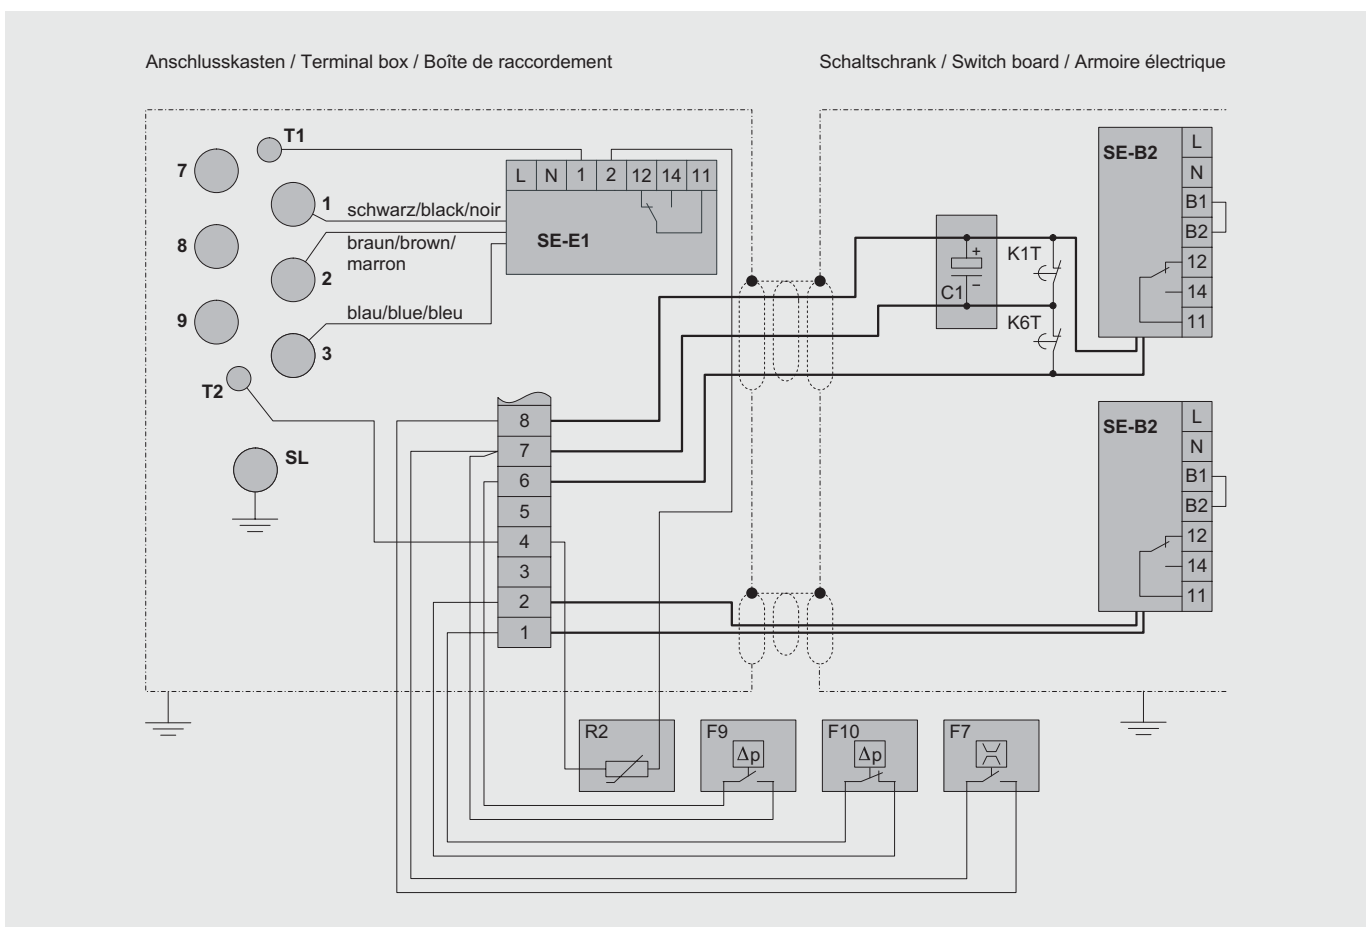 Anschlusskasten / Terminal box / Boîte de raccordement
Schaltschrank / Switch board / Armoire électrique
T1
7
1
schwarz/black/noir
8
braun/brown/
marron
2
9
blau/blue/bleu
3
T2
SL
L N 1 2 12 14 11
SE-E1
8
7
6
5
4
3
2
1
+
C1
−
K1T
K6T
SE-B2
L
N
B1
B2
12
14
11
SE-B2
L
N
B1
B2
12
14
11
R2
F9
Δp
F10
Δp
F7